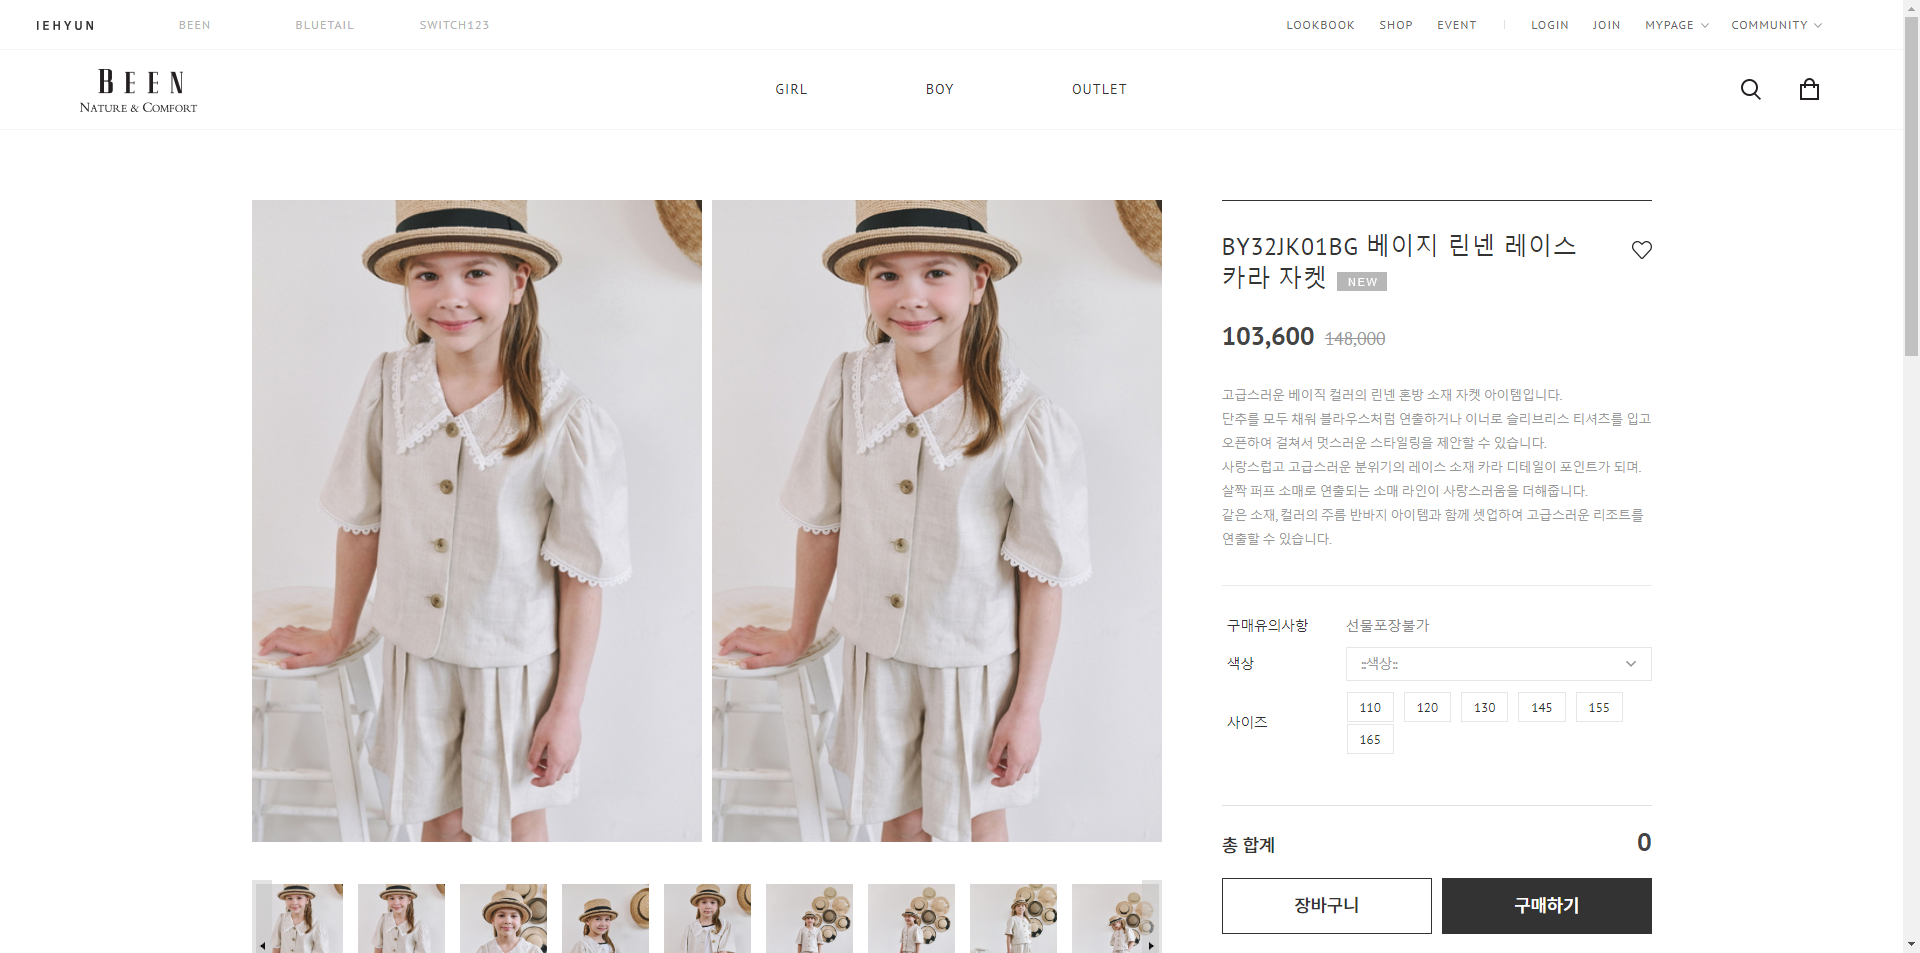 IEHYUN
BEEN
BLUETAIL
SWITCH123
LOOKBOOK
SHOP
EVENT
LOGIN
JOIN
MYPAGE
COMMUNITY
BEEN
NATURE & COMFORT
GIRL
BOY
OUTLET
BY32JK01BG 베이지 린넨 레이스
카라 자켓 NEW
103,600 148,000
고급스러운 베이직 컬러의 린넨 혼방 소재 자켓 아이템입니다.
단추를 모두 채워 블라우스처럼 연출하거나 이너로 슬리브리스 티셔츠를 입고
오픈하여 걸쳐서 멋스러운 스타일링을 제안할 수 있습니다.
사랑스럽고 고급스러운 분위기의 레이스 소재 카라 디테일이 포인트가 되며,
살짝 퍼프 소매로 연출되는 소매 라인이 사랑스러움을 더해줍니다.
같은 소재, 컬러의 주름 반바지 아이템과 함께 셋업하여 고급스러운 리조트를
연출할 수 있습니다.
구매유의사항 선물포장불가
색상 ::색상::
사이즈
110 120 130 145 155
165
총 합계 0
장바구니
구매하기